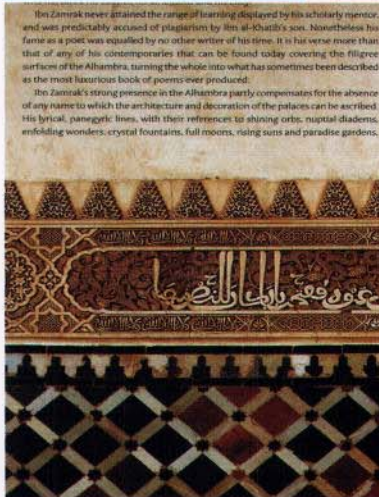 Ibn Zamrak never attained the range of learning displayed by his scholarly mentor,
and was predictably accused of plagiarism by Ibn al-Khatib's son. Nonetheless his
fame as a poet was equalled by no other writer of his time. It is his verse more than
that of any of his contemporaries that can be found today covering the filigree
surfaces of the Alhambra, turning the whole into what has sometimes been described
as the most luxurious book of poems ever produced.
Ibn Zamrak's strong presence in the Alhambra partly compensates for the absence
of any name to which the architecture and decoration of the palaces can be ascribed.
His lyrical, panegyric lines, with their references to shining orbs, nuptial diadems,
enfolding wonders, crystal fountains, full moons, rising suns and paradise gardens,